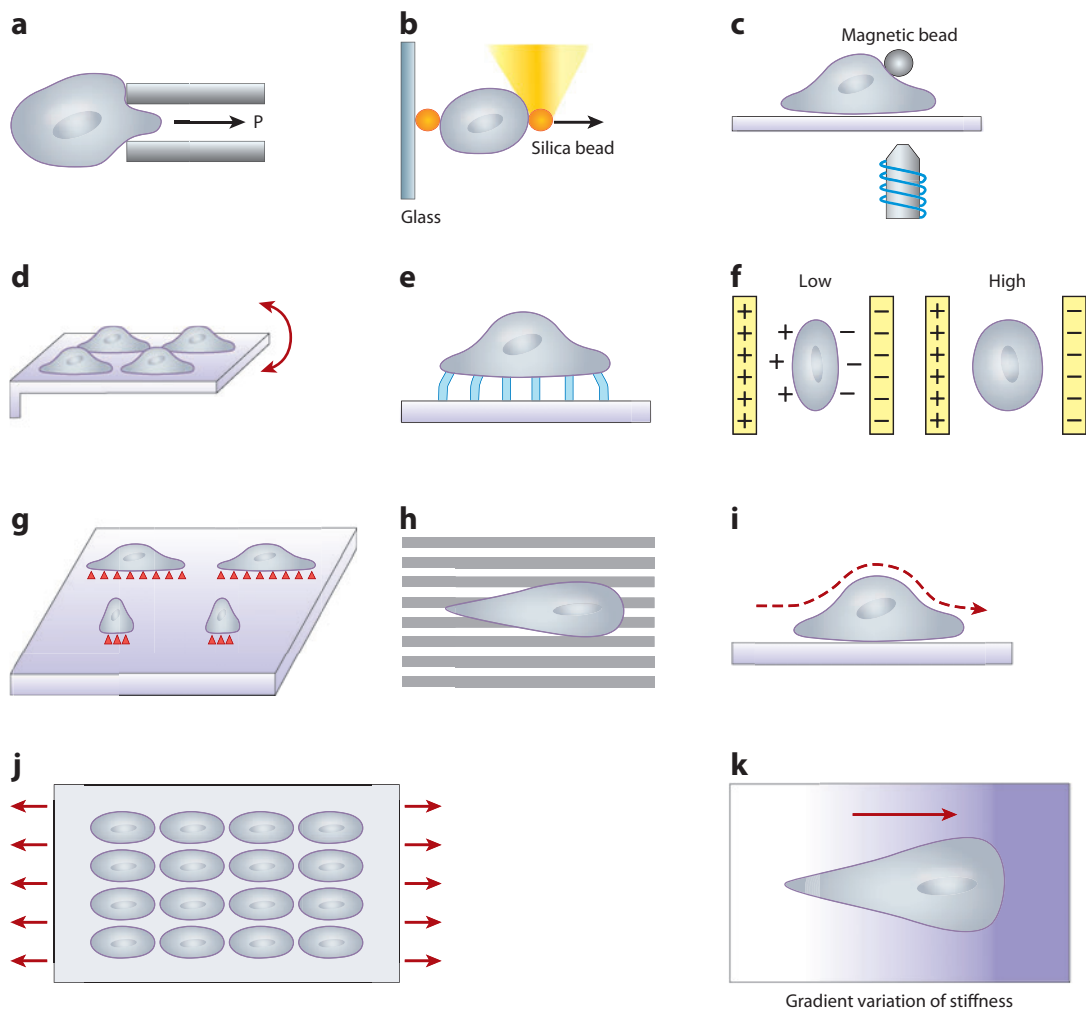 a
P
b
Silica bead
Glass
c
Magnetic bead
d
e
f
Low
High
+ + + + + +
+ + +
− − −
− − − − − −
+ + + + + +
− − − − − −
g
h
i
j
k
Gradient variation of stiffness